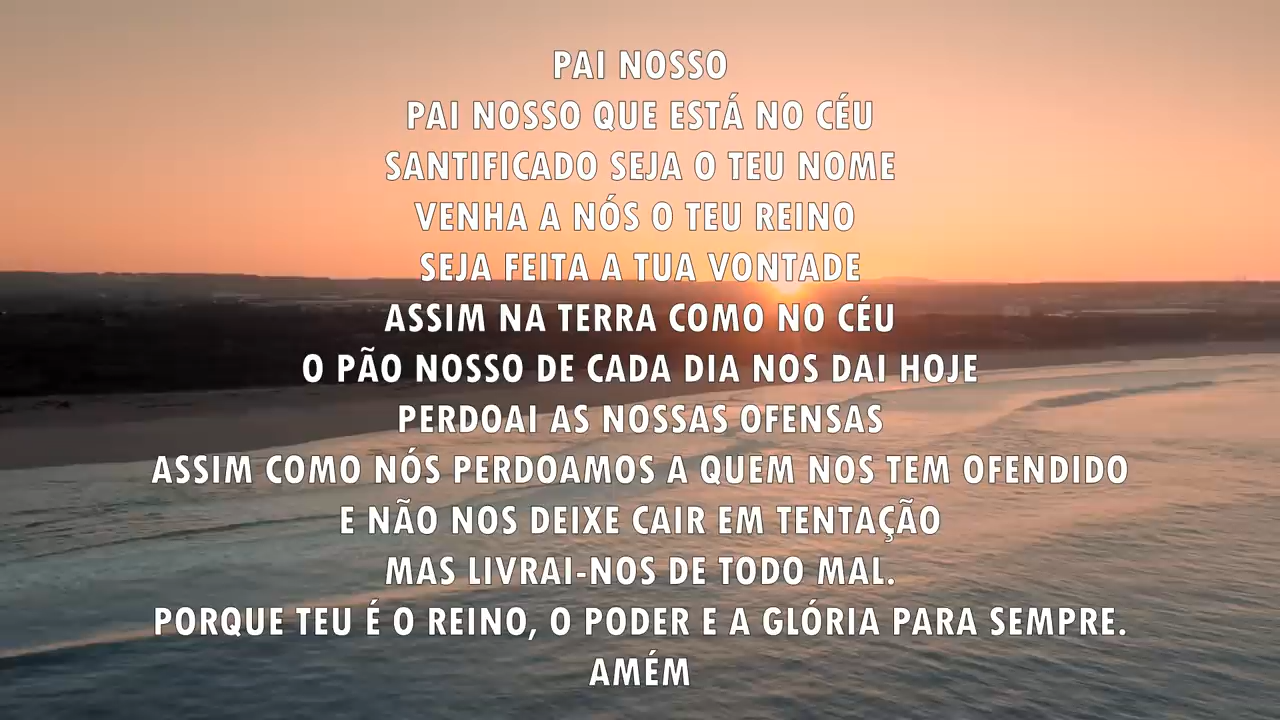 PAI NOSSO
PAI NOSSO QUE ESTÁ NO CÉU
SANTIFICADO SEJA O TEU NOME
VENHA A NÓS O TEU REINO
SEJA FEITA A TUA VONTADE
ASSIM NA TERRA COMO NO CÉU
O PÃO NOSSO DE CADA DIA NOS DAI HOJE
PERDOAI AS NOSSAS OFENSAS
ASSIM COMO NÓS PERDOAMOS A QUEM NOS TEM OFENDIDO
E NÃO NOS DEIXE CAIR EM TENTAÇÃO
MAS LIVRAI-NOS DE TODO MAL.
PORQUE TEU É O REINO, O PODER E A GLÓRIA PARA SEMPRE.
AMÉM